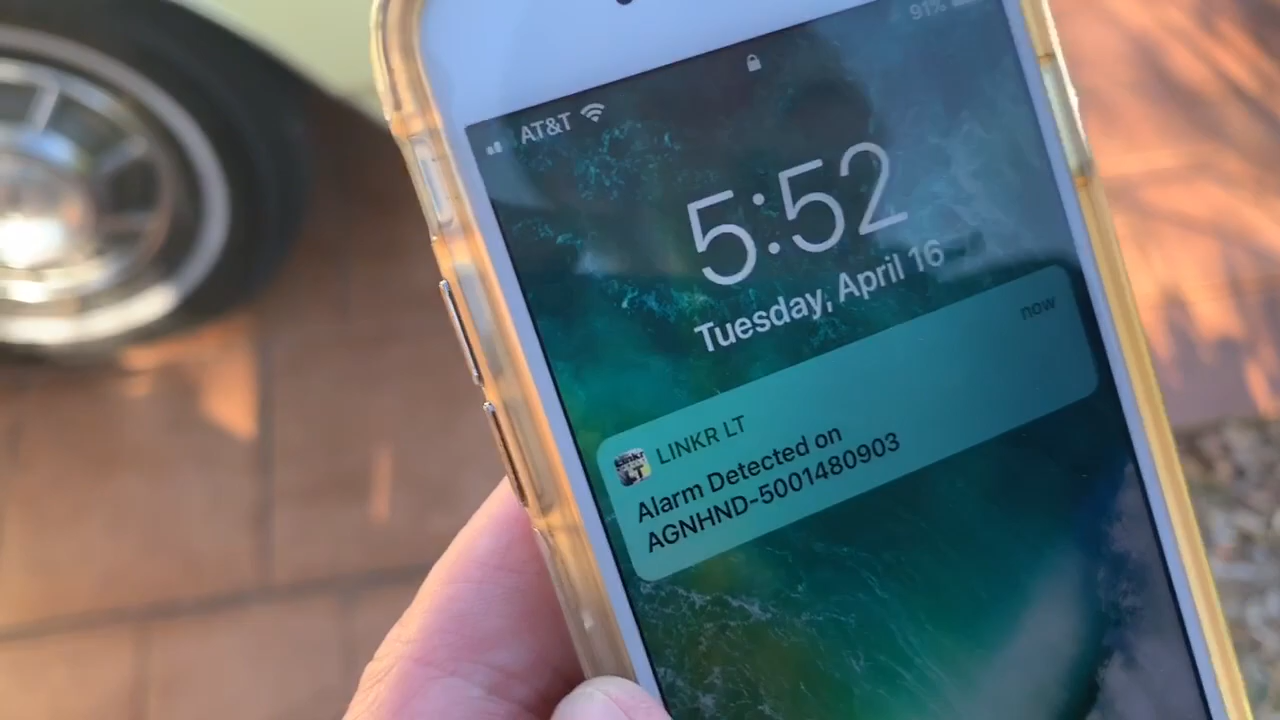 91%
AT&T
5:52
Tuesday, April 16
now
LINKR LT
Alarm Detected on
AGNHND-5001480903